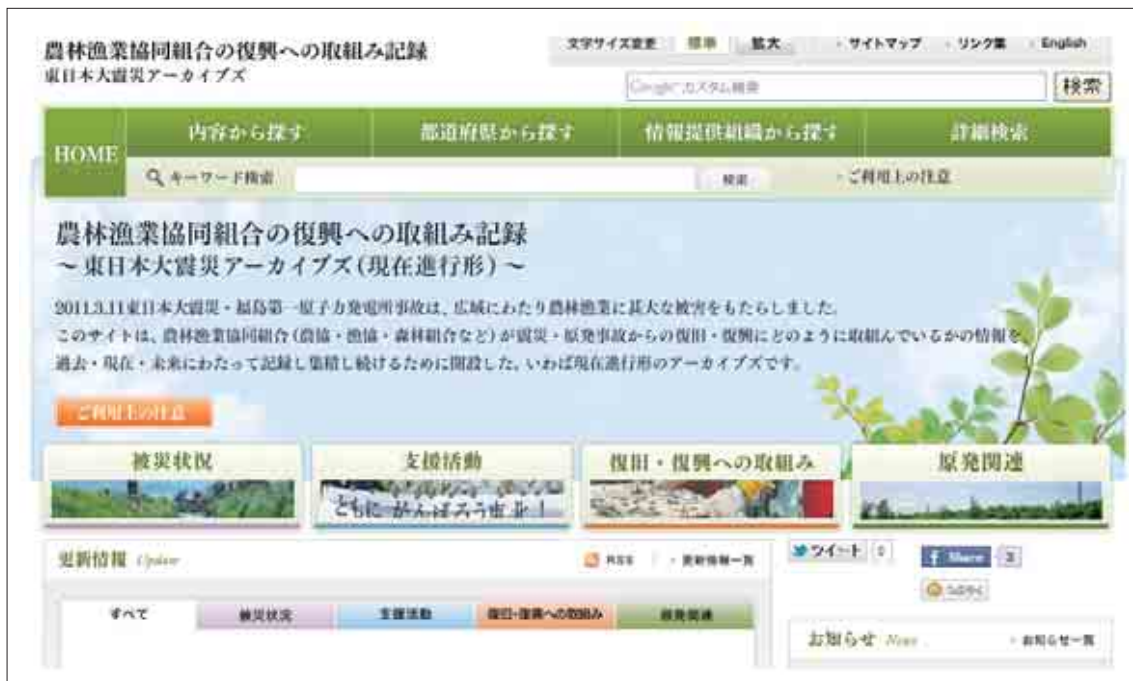 農林漁業協同組合の復興への取組み記録
東日本大震災アーカイブズ
文字サイズ変更 標準 拡大 サイトマップ リンク集 English
Google カスタム検索 検索
HOME
内容から探す 都道府県から探す 情報提供組織から探す 詳細検索
キーワード検索 検索 ご利用上の注意
農林漁業協同組合の復興への取組み記録
～東日本大震災アーカイブズ(現在進行形)～
2011.3.11東日本大震災・福島第一原子力発電所事故は、広域にわたり農林漁業に甚大な被害をもたらしました。
このサイトは、農林漁業協同組合(農協・漁協・森林組合など)が震災・原発事故からの復旧・復興にどのように取組んでいるかの情報を、
過去・現在・未来にわたって記録し集積し続けるために開設した、いわば現在進行形のアーカイブズです。
ご利用上の注意
被災状況 支援活動 復旧・復興への取組み 原発関連
ともに がんばろう東北!
更新情報 Update RSS 更新情報一覧
ツイート 0 Share 3
つぶやく
すべて 被災状況 支援活動 復旧・復興への取組み 原発関連
お知らせ News お知らせ一覧